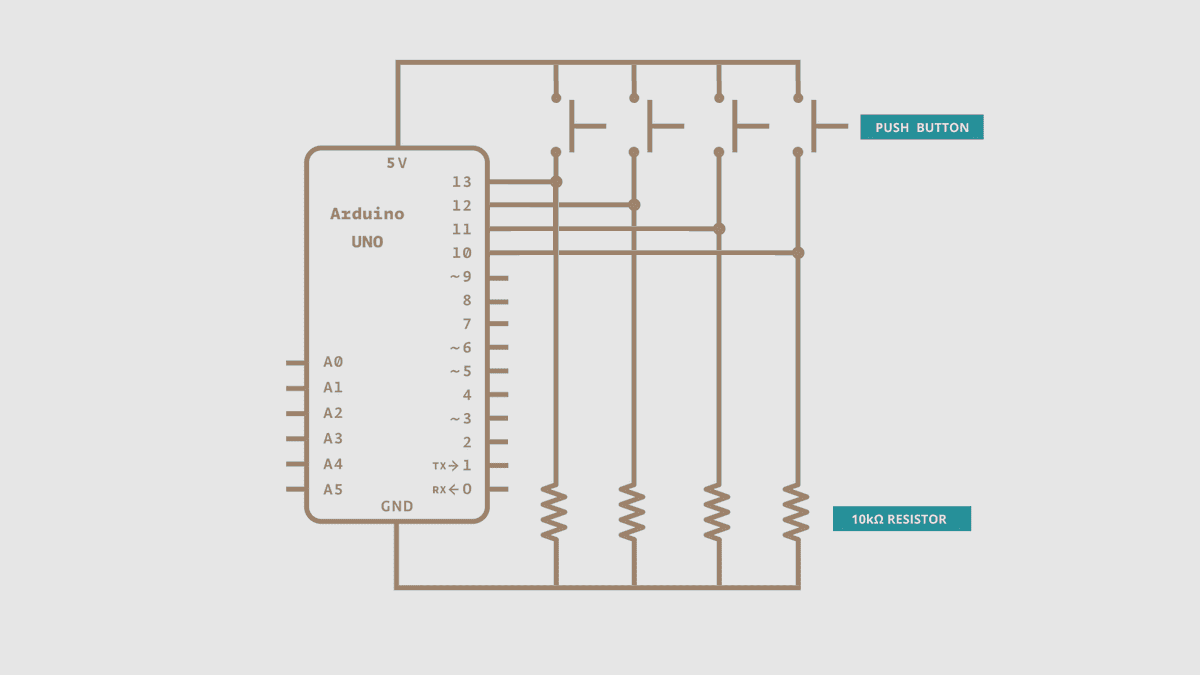 5V
Arduino
UNO
13
12
11
10
~9
8
7
~6
~5
4
~3
2
TX→1
RX←0
A0
A1
A2
A3
A4
A5
GND
PUSH BUTTON
10kΩ RESISTOR